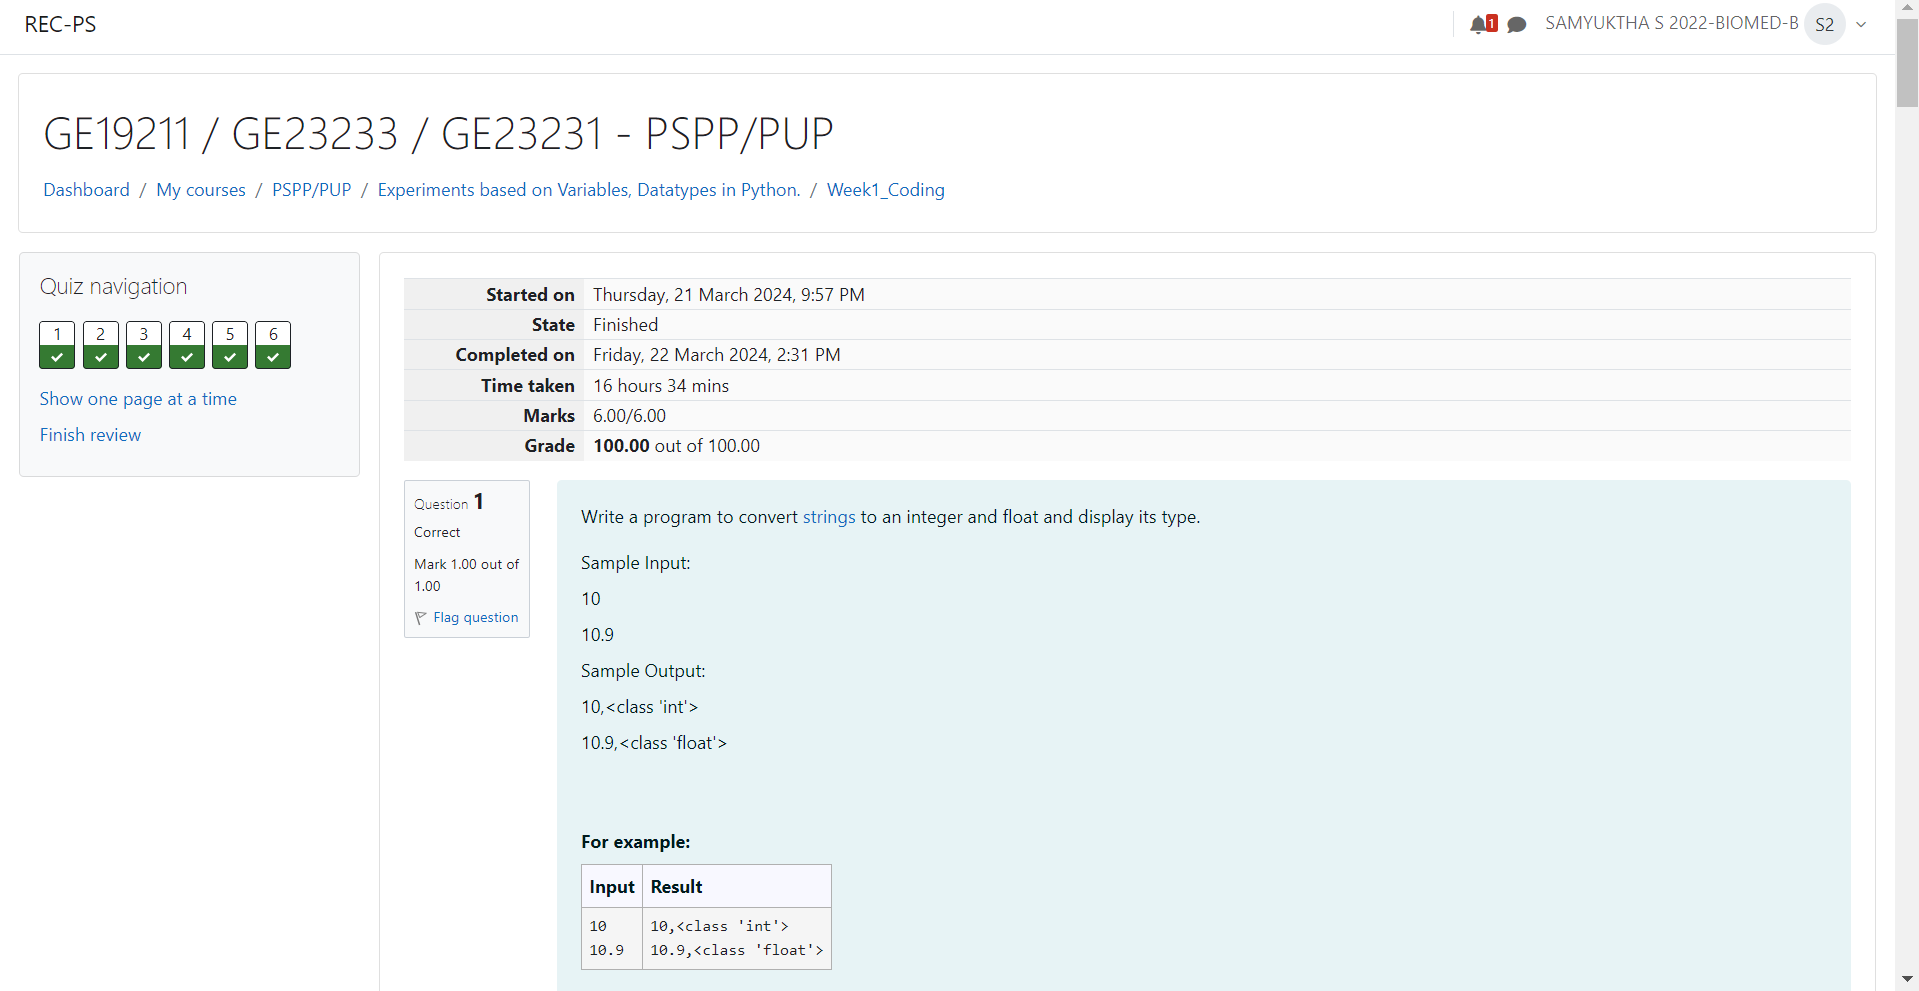 REC-PS
1
SAMYUKTHA S 2022-BIOMED-B
S2
GE19211 / GE23233 / GE23231 - PSPP/PUP
Dashboard / My courses / PSPP/PUP / Experiments based on Variables, Datatypes in Python. / Week1_Coding
Quiz navigation
1 2 3 4 5 6
Show one page at a time
Finish review
Started on Thursday, 21 March 2024, 9:57 PM
State Finished
Completed on Friday, 22 March 2024, 2:31 PM
Time taken 16 hours 34 mins
Marks 6.00/6.00
Grade 100.00 out of 100.00
Question 1
Correct
Mark 1.00 out of
1.00
Flag question
Write a program to convert strings to an integer and float and display its type.
Sample Input:
10
10.9
Sample Output:
10,<class 'int'>
10.9,<class 'float'>
For example:
Input Result
10 10,<class 'int'>
10.9 10.9,<class 'float'>